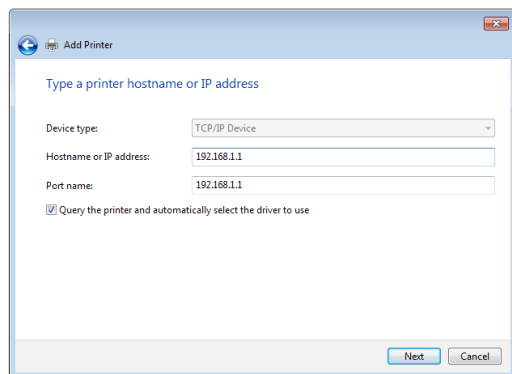 Add Printer
Type a printer hostname or IP address
Device type: TCP/IP Device
Hostname or IP address: 192.168.1.1
Port name: 192.168.1.1
Query the printer and automatically select the driver to use
Next Cancel